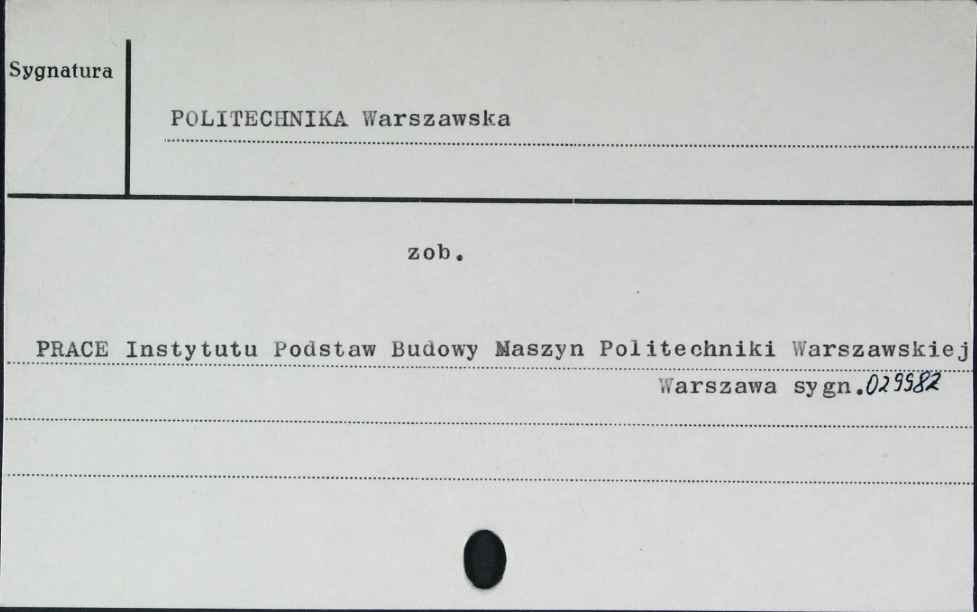 Sygnatura
POLITECHNIKA Warszawska
zob.
PRACE Instytutu Podstaw Budowy Maszyn Politechniki Warszawskiej
Warszawa sygn.029982